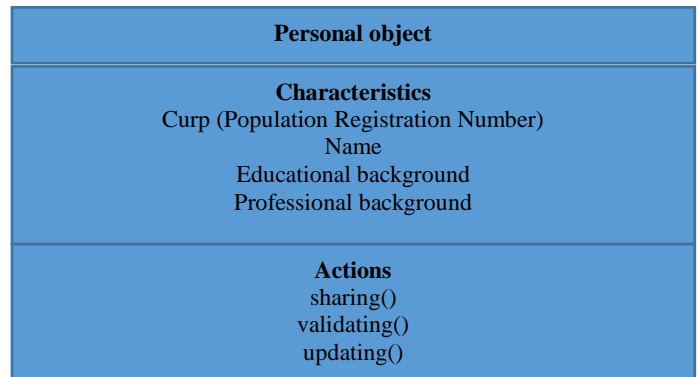 Personal object
Characteristics
Curp (Population Registration Number)
Name
Educational background
Professional background
Actions
sharing()
validating()
updating()